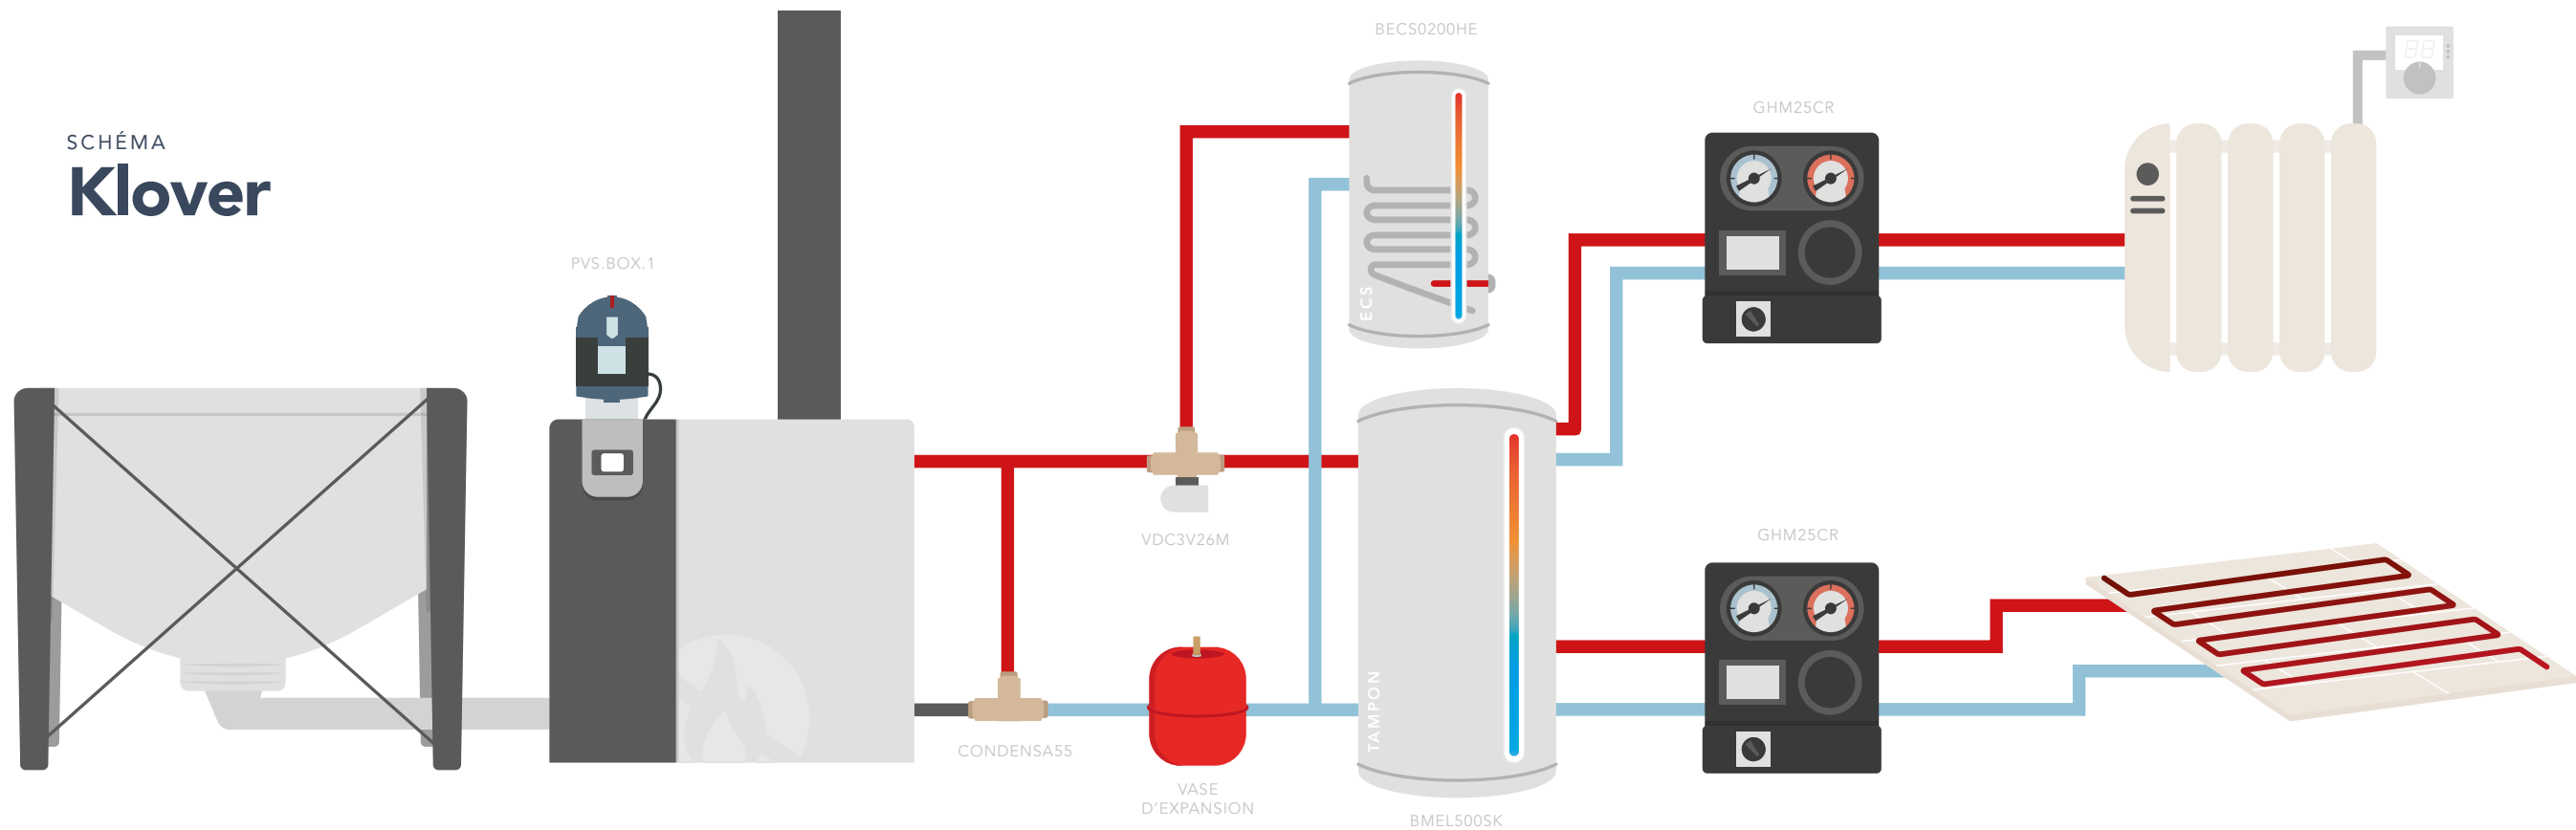 SCHÉMA
Klover
PVS.BOX.1
BECS0200HE
GHM25CR
ECS
VDC3V26M
GHM25CR
TAMPON
CONDENSA55
VASE
D'EXPANSION
BMEL500SK